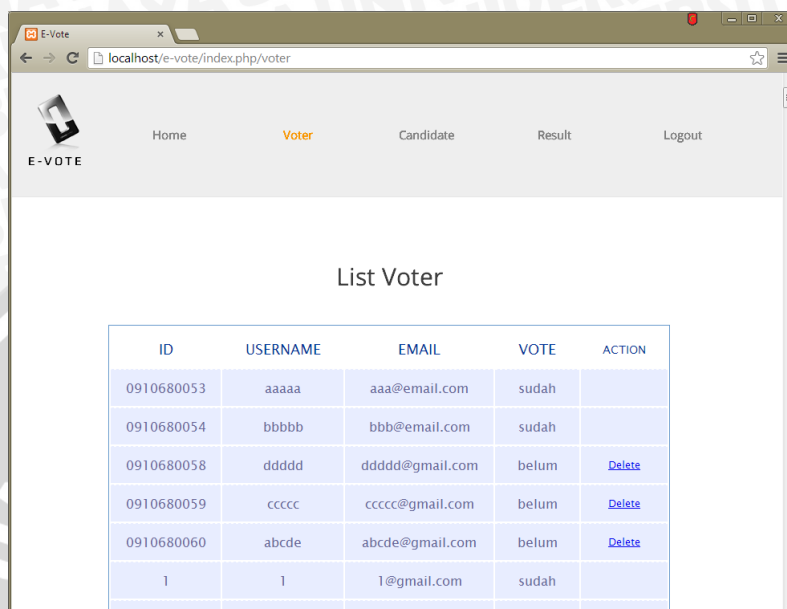 E-Vote
localhost/e-vote/index.php/voter
E-VOTE
Home Voter Candidate Result Logout
List Voter
ID USERNAME EMAIL VOTE ACTION
0910680053 aaaaa aaa@email.com sudah
0910680054 bbbbb bbb@email.com sudah
0910680058 ddddd ddddd@gmail.com belum Delete
0910680059 ccccc ccccc@gmail.com belum Delete
0910680060 abcde abcde@gmail.com belum Delete
1 1 1@gmail.com sudah